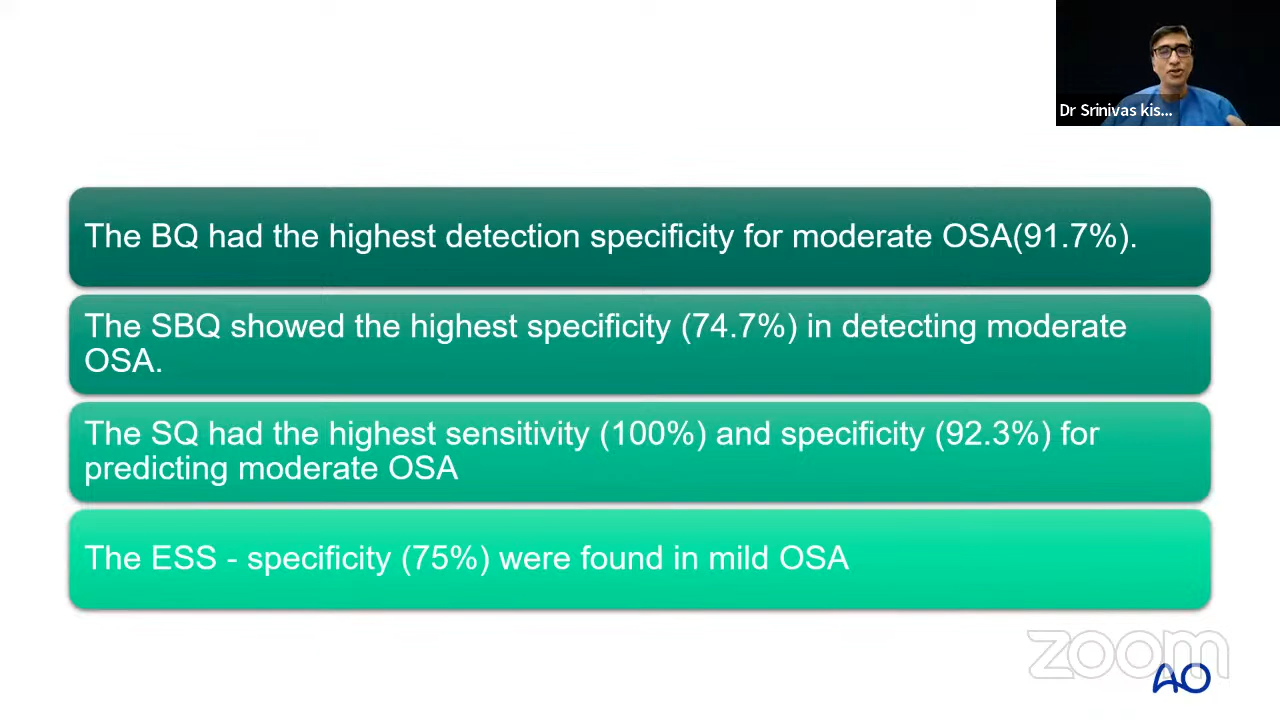 Dr Srinivas kis...
The BQ had the highest detection specificity for moderate OSA(91.7%).
The SBQ showed the highest specificity (74.7%) in detecting moderate
OSA.
The SQ had the highest sensitivity (100%) and specificity (92.3%) for
predicting moderate OSA
The ESS - specificity (75%) were found in mild OSA
zoom
AO